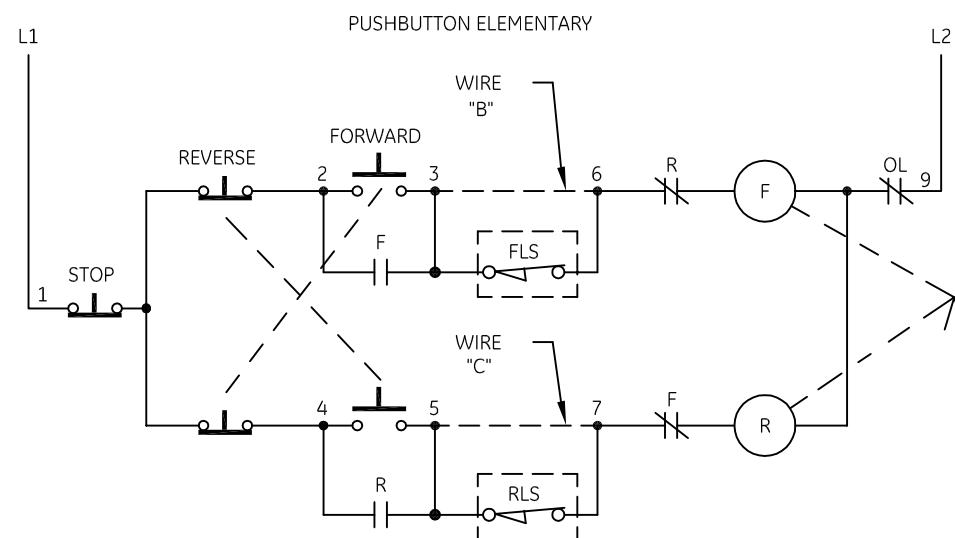 PUSHBUTTON ELEMENTARY
L1
L2
WIRE
"B"
FORWARD
REVERSE
2
3
6
R
F
OL
9
F
FLS
STOP
1
WIRE
"C"
4
5
7
F
R
R
RLS